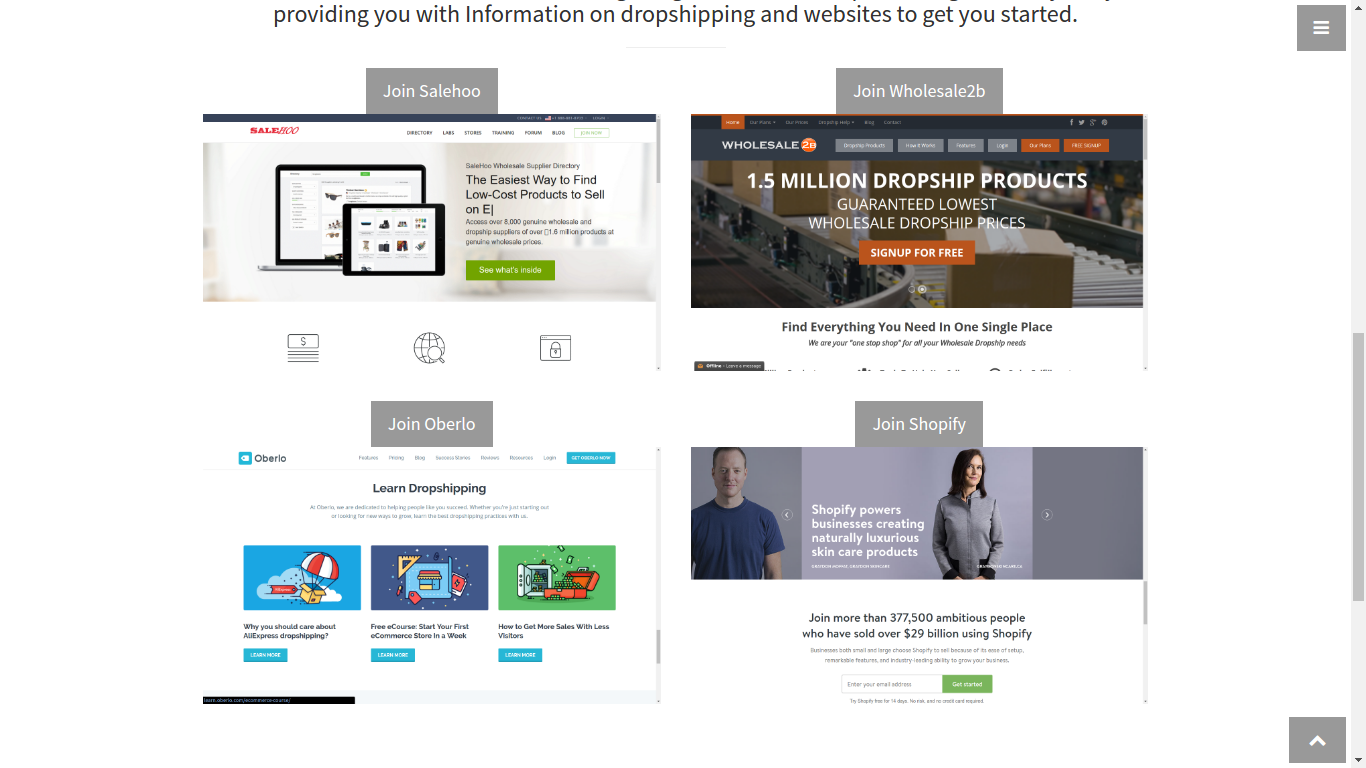 providing you with Information on dropshipping and websites to get you started.
Join Salehoo
Join Wholesale2b
SALEHOO
DIRECTORY LABS STORES TRAINING FORUM BLOG JOIN NOW
SaleHoo Wholesale Supplier Directory
The Easiest Way to Find
Low-Cost Products to Sell
on E|
Access over 8,000 genuine wholesale and
dropship suppliers of over 1.6 million products at
genuine wholesale prices.
See what's inside
Home Our Plans Our Prices Dropship Help Blog Contact
WHOLESALE 2B
Dropship Products How It Works Features Login Our Plans FREE SIGNUP
1.5 MILLION DROPSHIP PRODUCTS
GUARANTEED LOWEST
WHOLESALE DROPSHIP PRICES
SIGNUP FOR FREE
Find Everything You Need In One Single Place
We are your "one stop shop" for all your Wholesale Dropship needs
Offline - Leave a message
Join Oberlo
Join Shopify
Oberlo
Features Pricing Blog Success Stories Reviews Resources Login GET OBERLO NOW
Learn Dropshipping
At Oberlo, we are dedicated to helping people like you succeed. Whether you're just starting out
or looking for new ways to grow, learn the best dropshipping practices with us.
Why you should care about
AliExpress dropshipping?
LEARN MORE
Free eCourse: Start Your First
eCommerce Store In a Week
LEARN MORE
How to Get More Sales With Less
Visitors
LEARN MORE
learn.oberlo.com/ecommerce-course/
Shopify powers
businesses creating
naturally luxurious
skin care products
Join more than 377,500 ambitious people
who have sold over $29 billion using Shopify
Businesses both small and large choose Shopify to sell because of its ease of setup,
remarkable features, and industry-leading ability to grow your business.
Enter your email address
Get started
Try Shopify free for 14 days. No risk, and no credit card required.